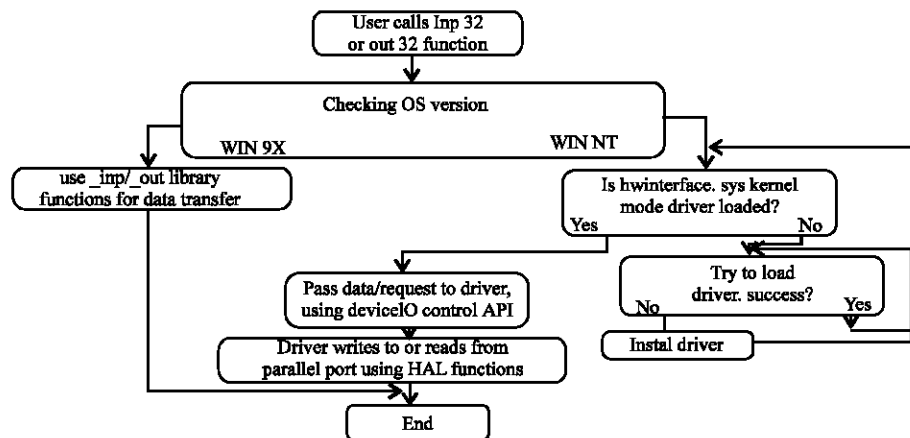 User calls Inp 32
or out 32 function
Checking OS version
WIN 9X
WIN NT
use _inp/_out library
functions for data transfer
Is hwinterface. sys kernel
mode driver loaded?
Yes
No
Pass data/request to driver,
using deviceIO control API
Try to load
driver. success?
No
Yes
Instal driver
Driver writes to or reads from
parallel port using HAL functions
End